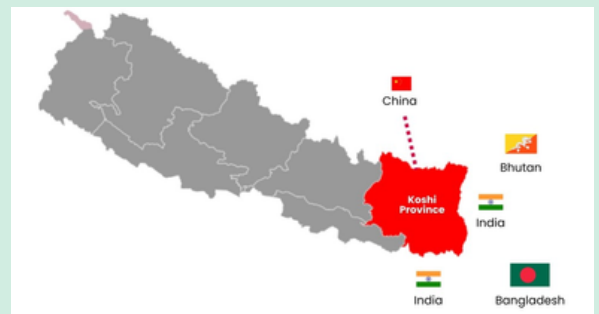 China
Bhutan
Koshi
Province
India
India
Bangladesh